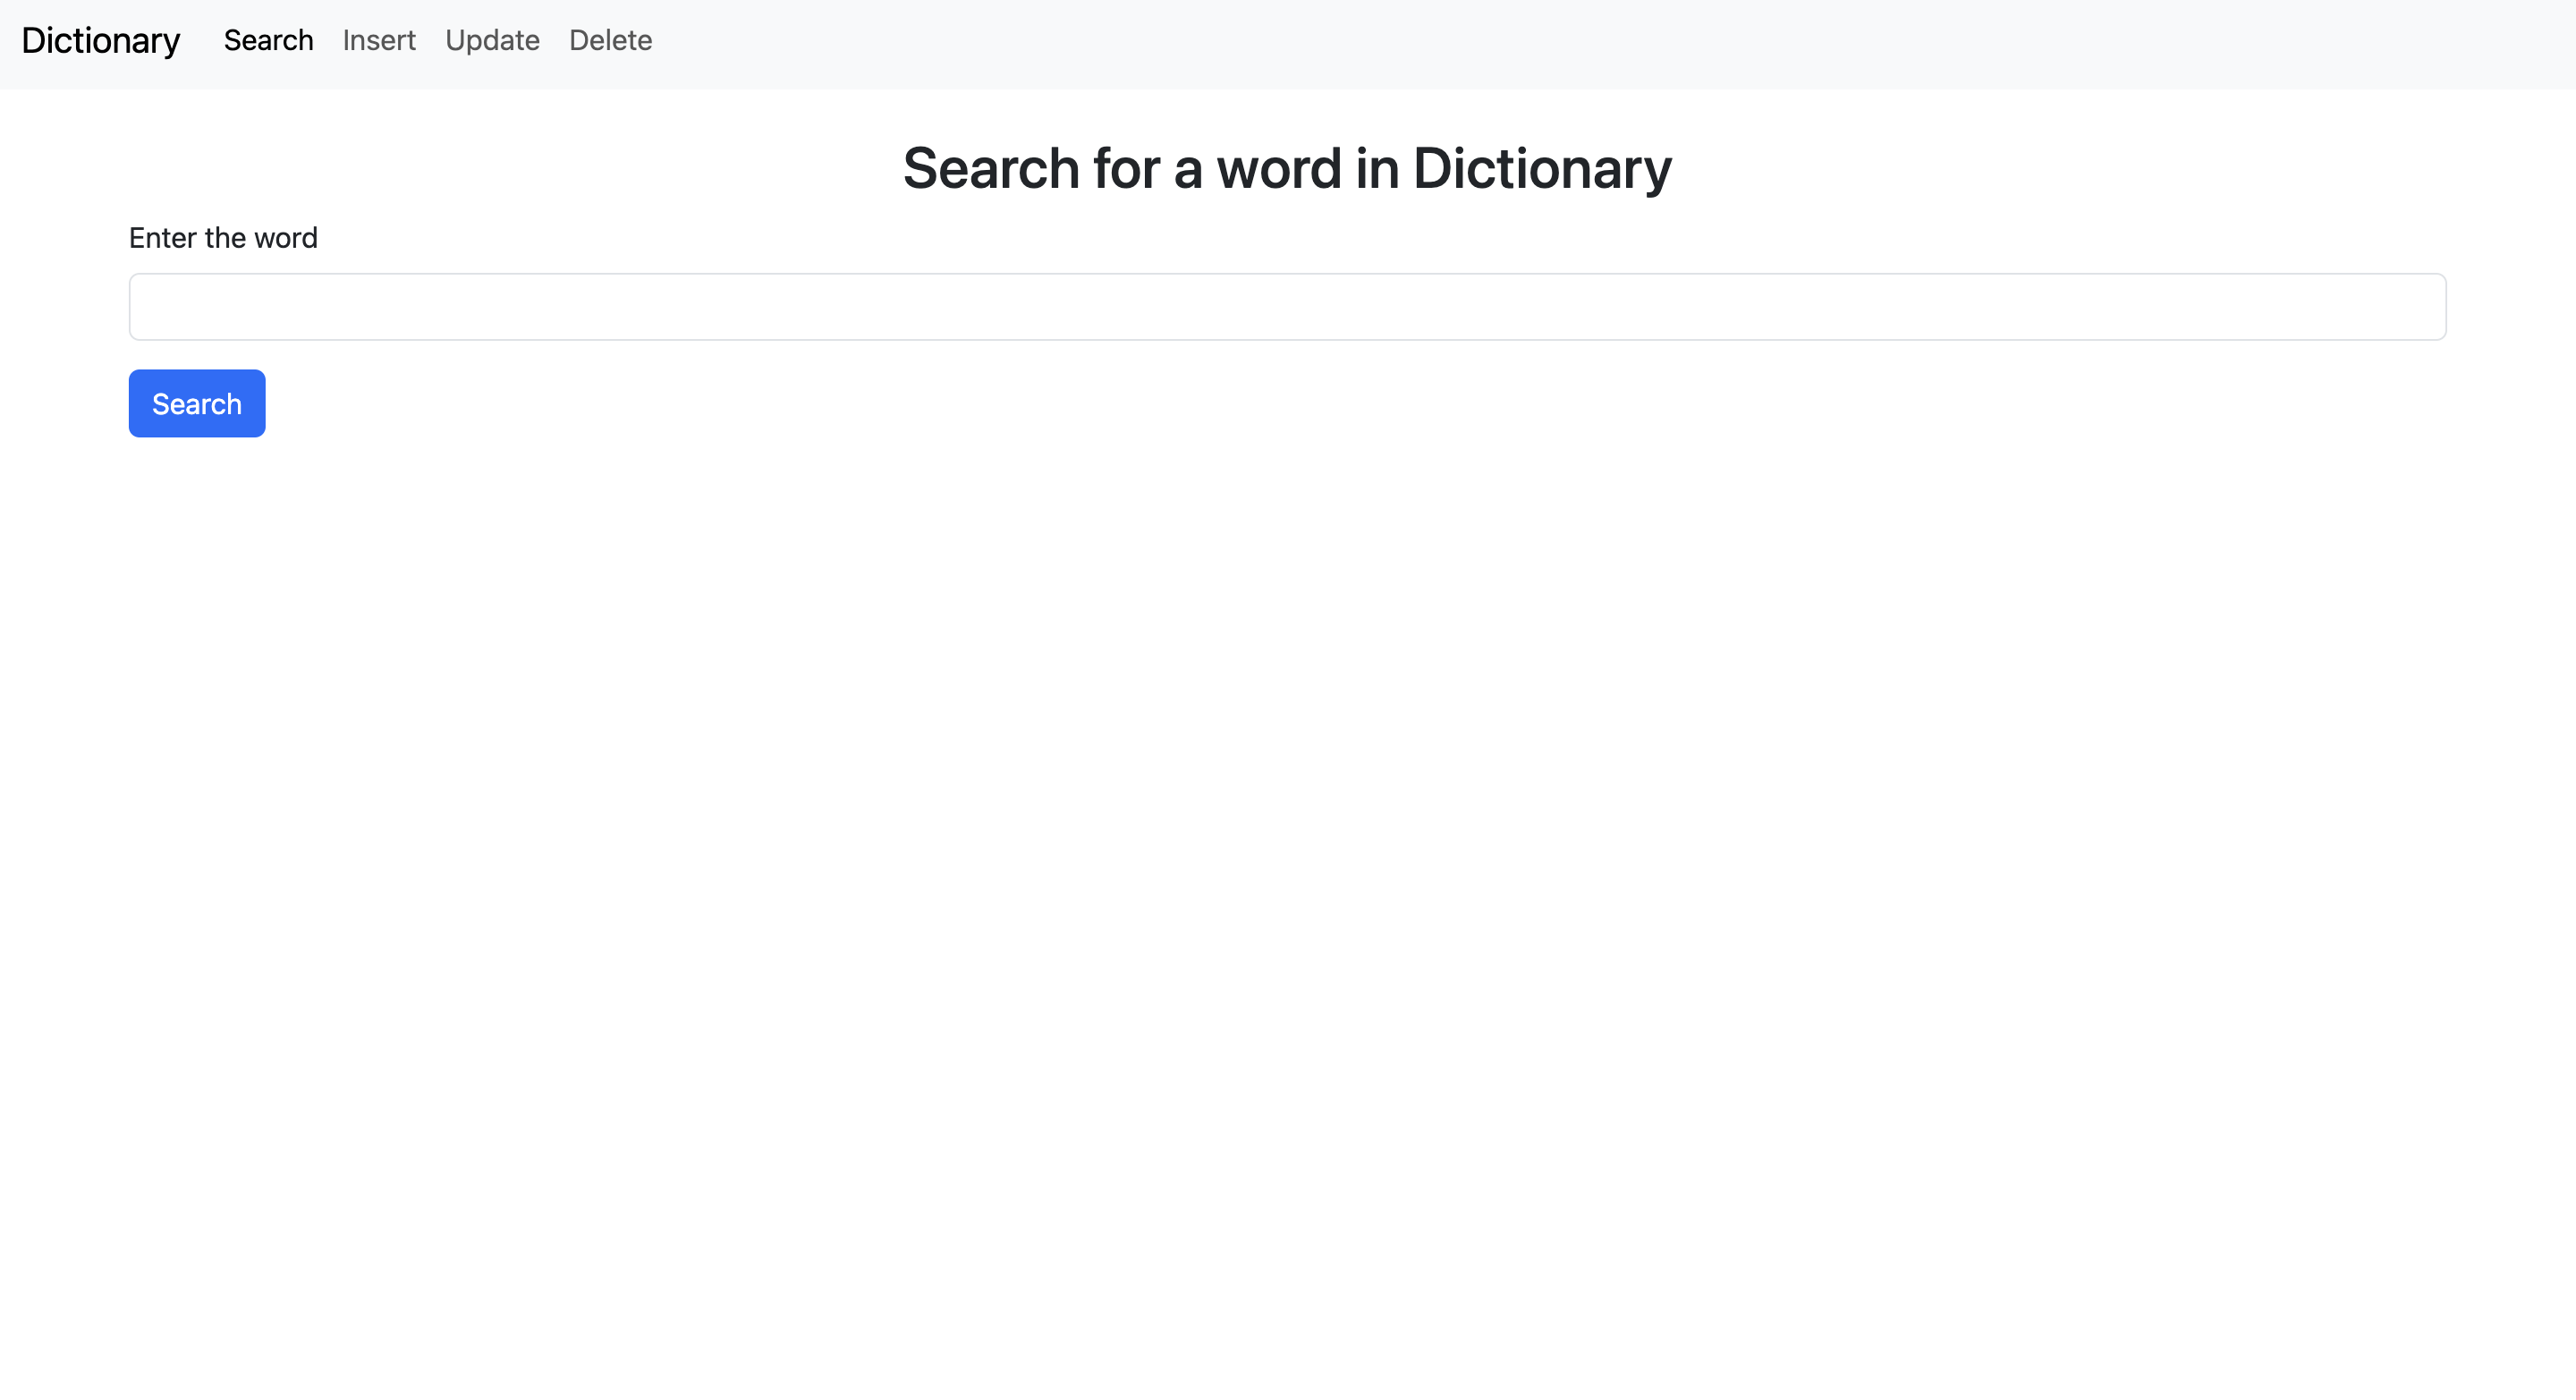 Dictionary Search Insert Update Delete
Search for a word in Dictionary
Enter the word
Search